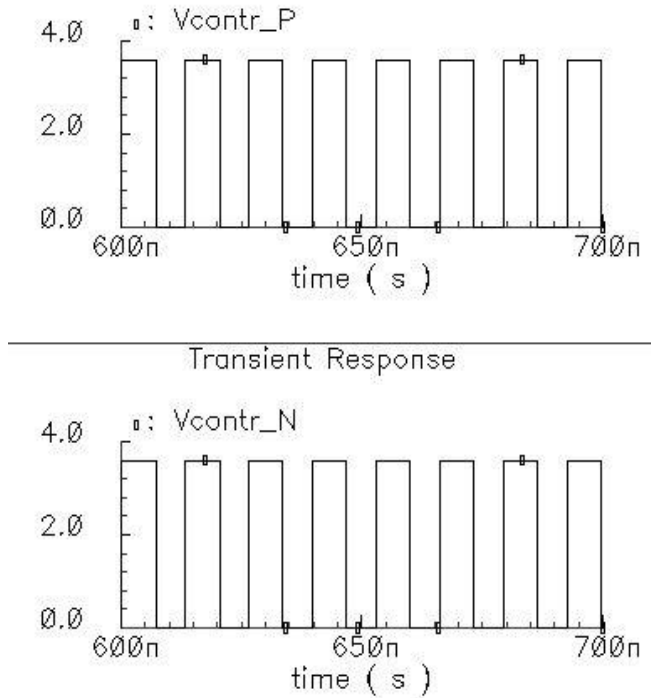 ▯: Vcontr_P
4.0
2.0
0.0
600n 650n 700n
time ( s )
Transient Response
▯: Vcontr_N
4.0
2.0
0.0
600n 650n 700n
time ( s )